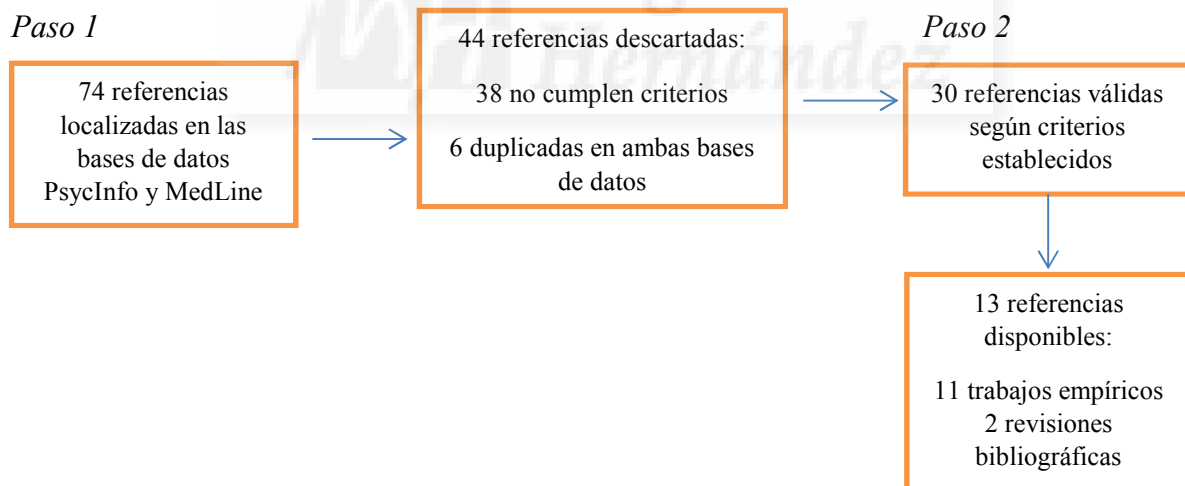 Paso 1
74 referencias
localizadas en las
bases de datos
PsycInfo y MedLine
44 referencias descartadas:
38 no cumplen criterios
6 duplicadas en ambas bases
de datos
Paso 2
30 referencias válidas
según criterios
establecidos
13 referencias
disponibles:
11 trabajos empíricos
2 revisiones
bibliográficas
Hernández